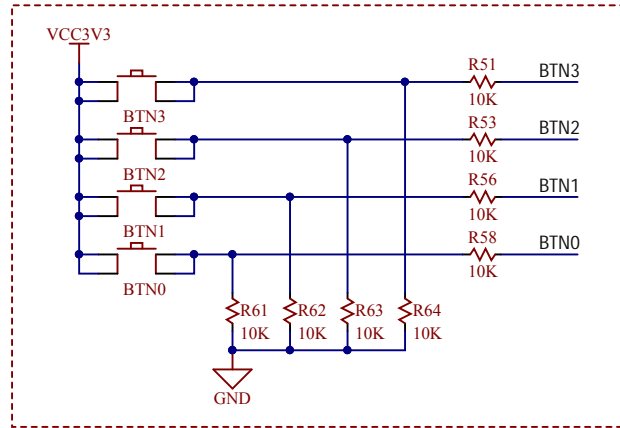 VCC3V3
BTN3
R51
10K
BTN3
BTN2
R53
10K
BTN2
BTN1
R56
10K
BTN1
BTN0
R58
10K
BTN0
R61 R62 R63 R64
10K 10K 10K 10K
GND